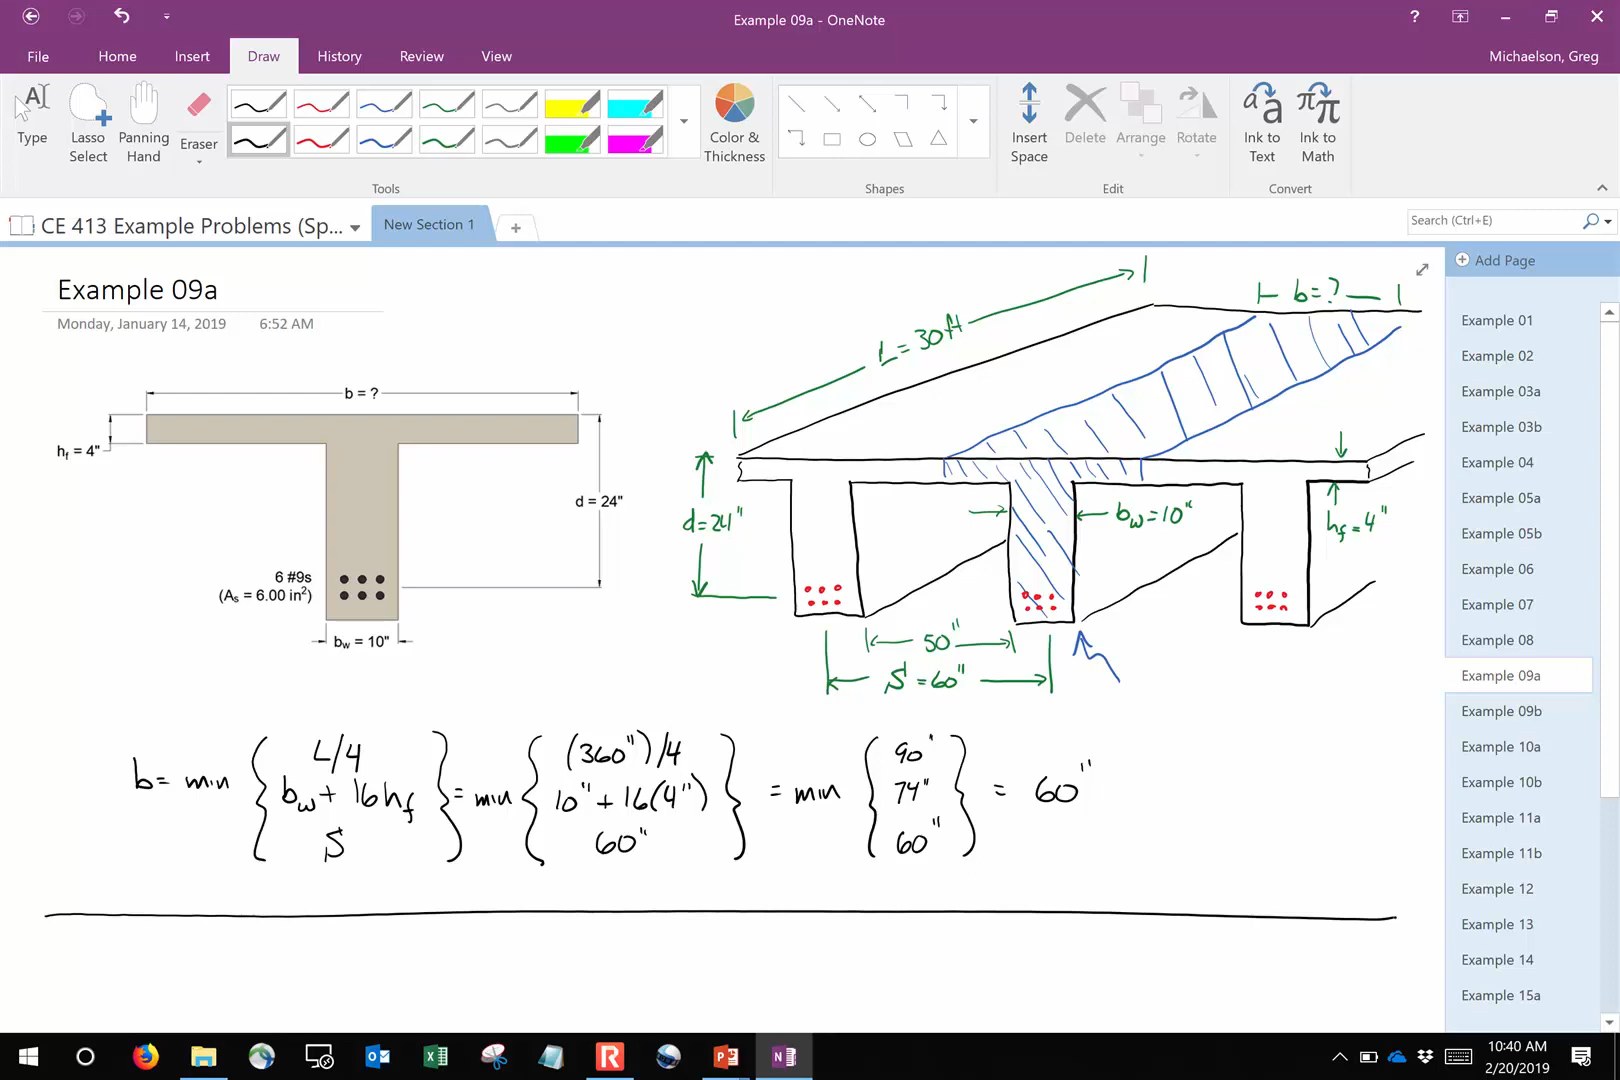 Example 09a - OneNote
?
File
Home
Insert
Draw
History
Review
View
Michaelson, Greg
Type
Lasso Select
Panning Hand
Eraser
Color & Thickness
Insert Space
Delete
Arrange
Rotate
Ink to Text
Ink to Math
Tools
Shapes
Edit
Convert
CE 413 Example Problems (Sp...
New Section 1
Search (Ctrl+E)
Add Page
Example 01
Example 02
Example 03a
Example 03b
Example 04
Example 05a
Example 05b
Example 06
Example 07
Example 08
Example 09a
Example 09b
Example 10a
Example 10b
Example 11a
Example 11b
Example 12
Example 13
Example 14
Example 15a
Example 09a
Monday, January 14, 2019 6:52 AM
b = ?
hf = 4"
d = 24"
6 #9s
(As = 6.00 in²)
bw = 10"
L = 30ft
b = ?
d = 24"
bw = 10"
hf = 4"
50"
S = 60"
b = min { L/4 } = min { (360")/4 } = min { 90" } = 60"
bw + 16hf
10" + 16(4")
74"
S
60"
60"
10:40 AM
2/20/2019